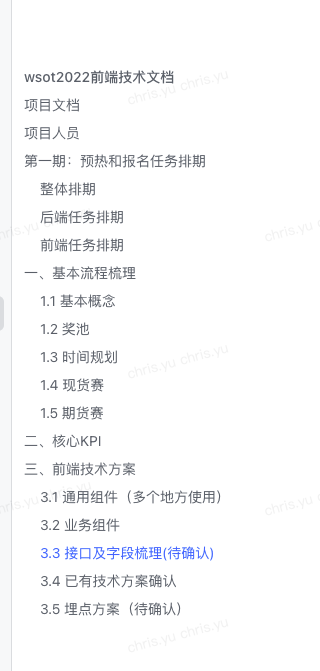 wsot2022前端技术文档
项目文档
项目人员
第一期：预热和报名任务排期
整体排期
后端任务排期
前端任务排期
一、基本流程梳理
1.1 基本概念
1.2 奖池
1.3 时间规划
1.4 现货赛
1.5 期货赛
二、核心KPI
三、前端技术方案
3.1 通用组件（多个地方使用）
3.2 业务组件
3.3 接口及字段梳理(待确认)
3.4 已有技术方案确认
3.5 埋点方案（待确认）
chris.yu chris.yu
chris.yu chris.yu
chris.yu chris.yu